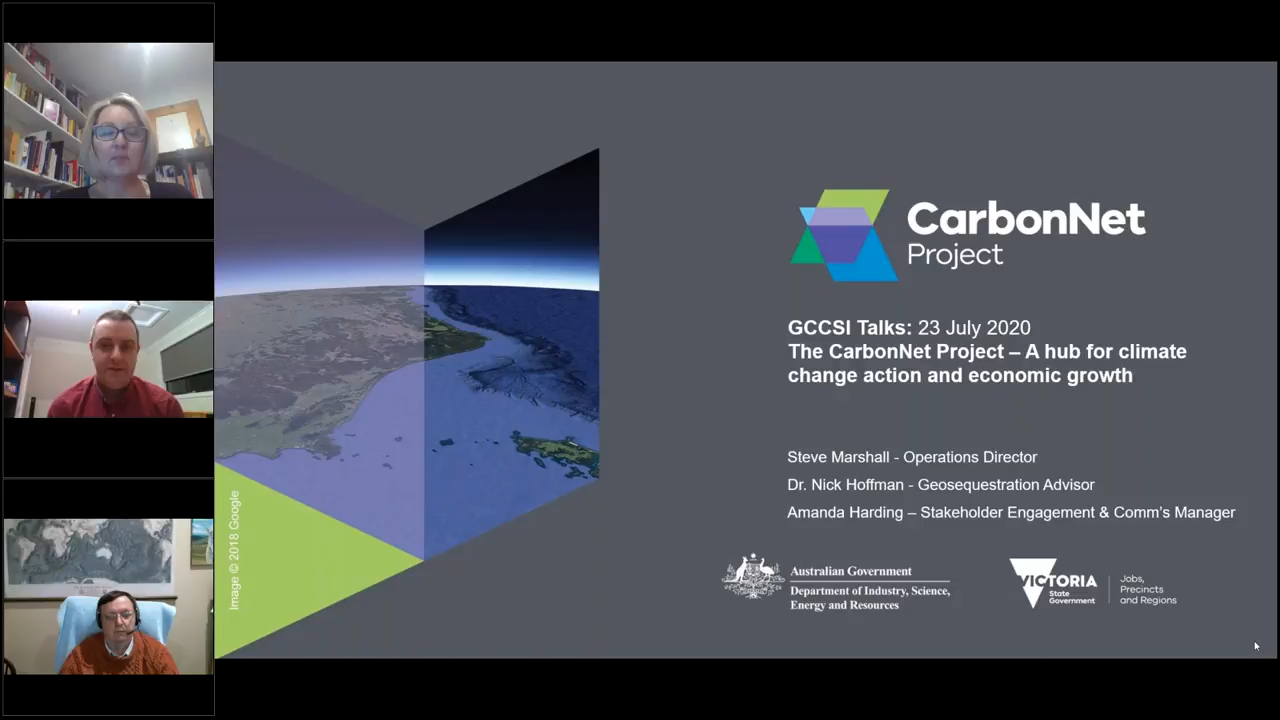 CarbonNet
Project
GCCSI Talks: 23 July 2020
The CarbonNet Project – A hub for climate
change action and economic growth
Steve Marshall - Operations Director
Dr. Nick Hoffman - Geosequestration Advisor
Amanda Harding – Stakeholder Engagement & Comm's Manager
Image © 2018 Google
Australian Government
Department of Industry, Science,
Energy and Resources
VICTORIA
State
Government
Jobs,
Precincts
and Regions